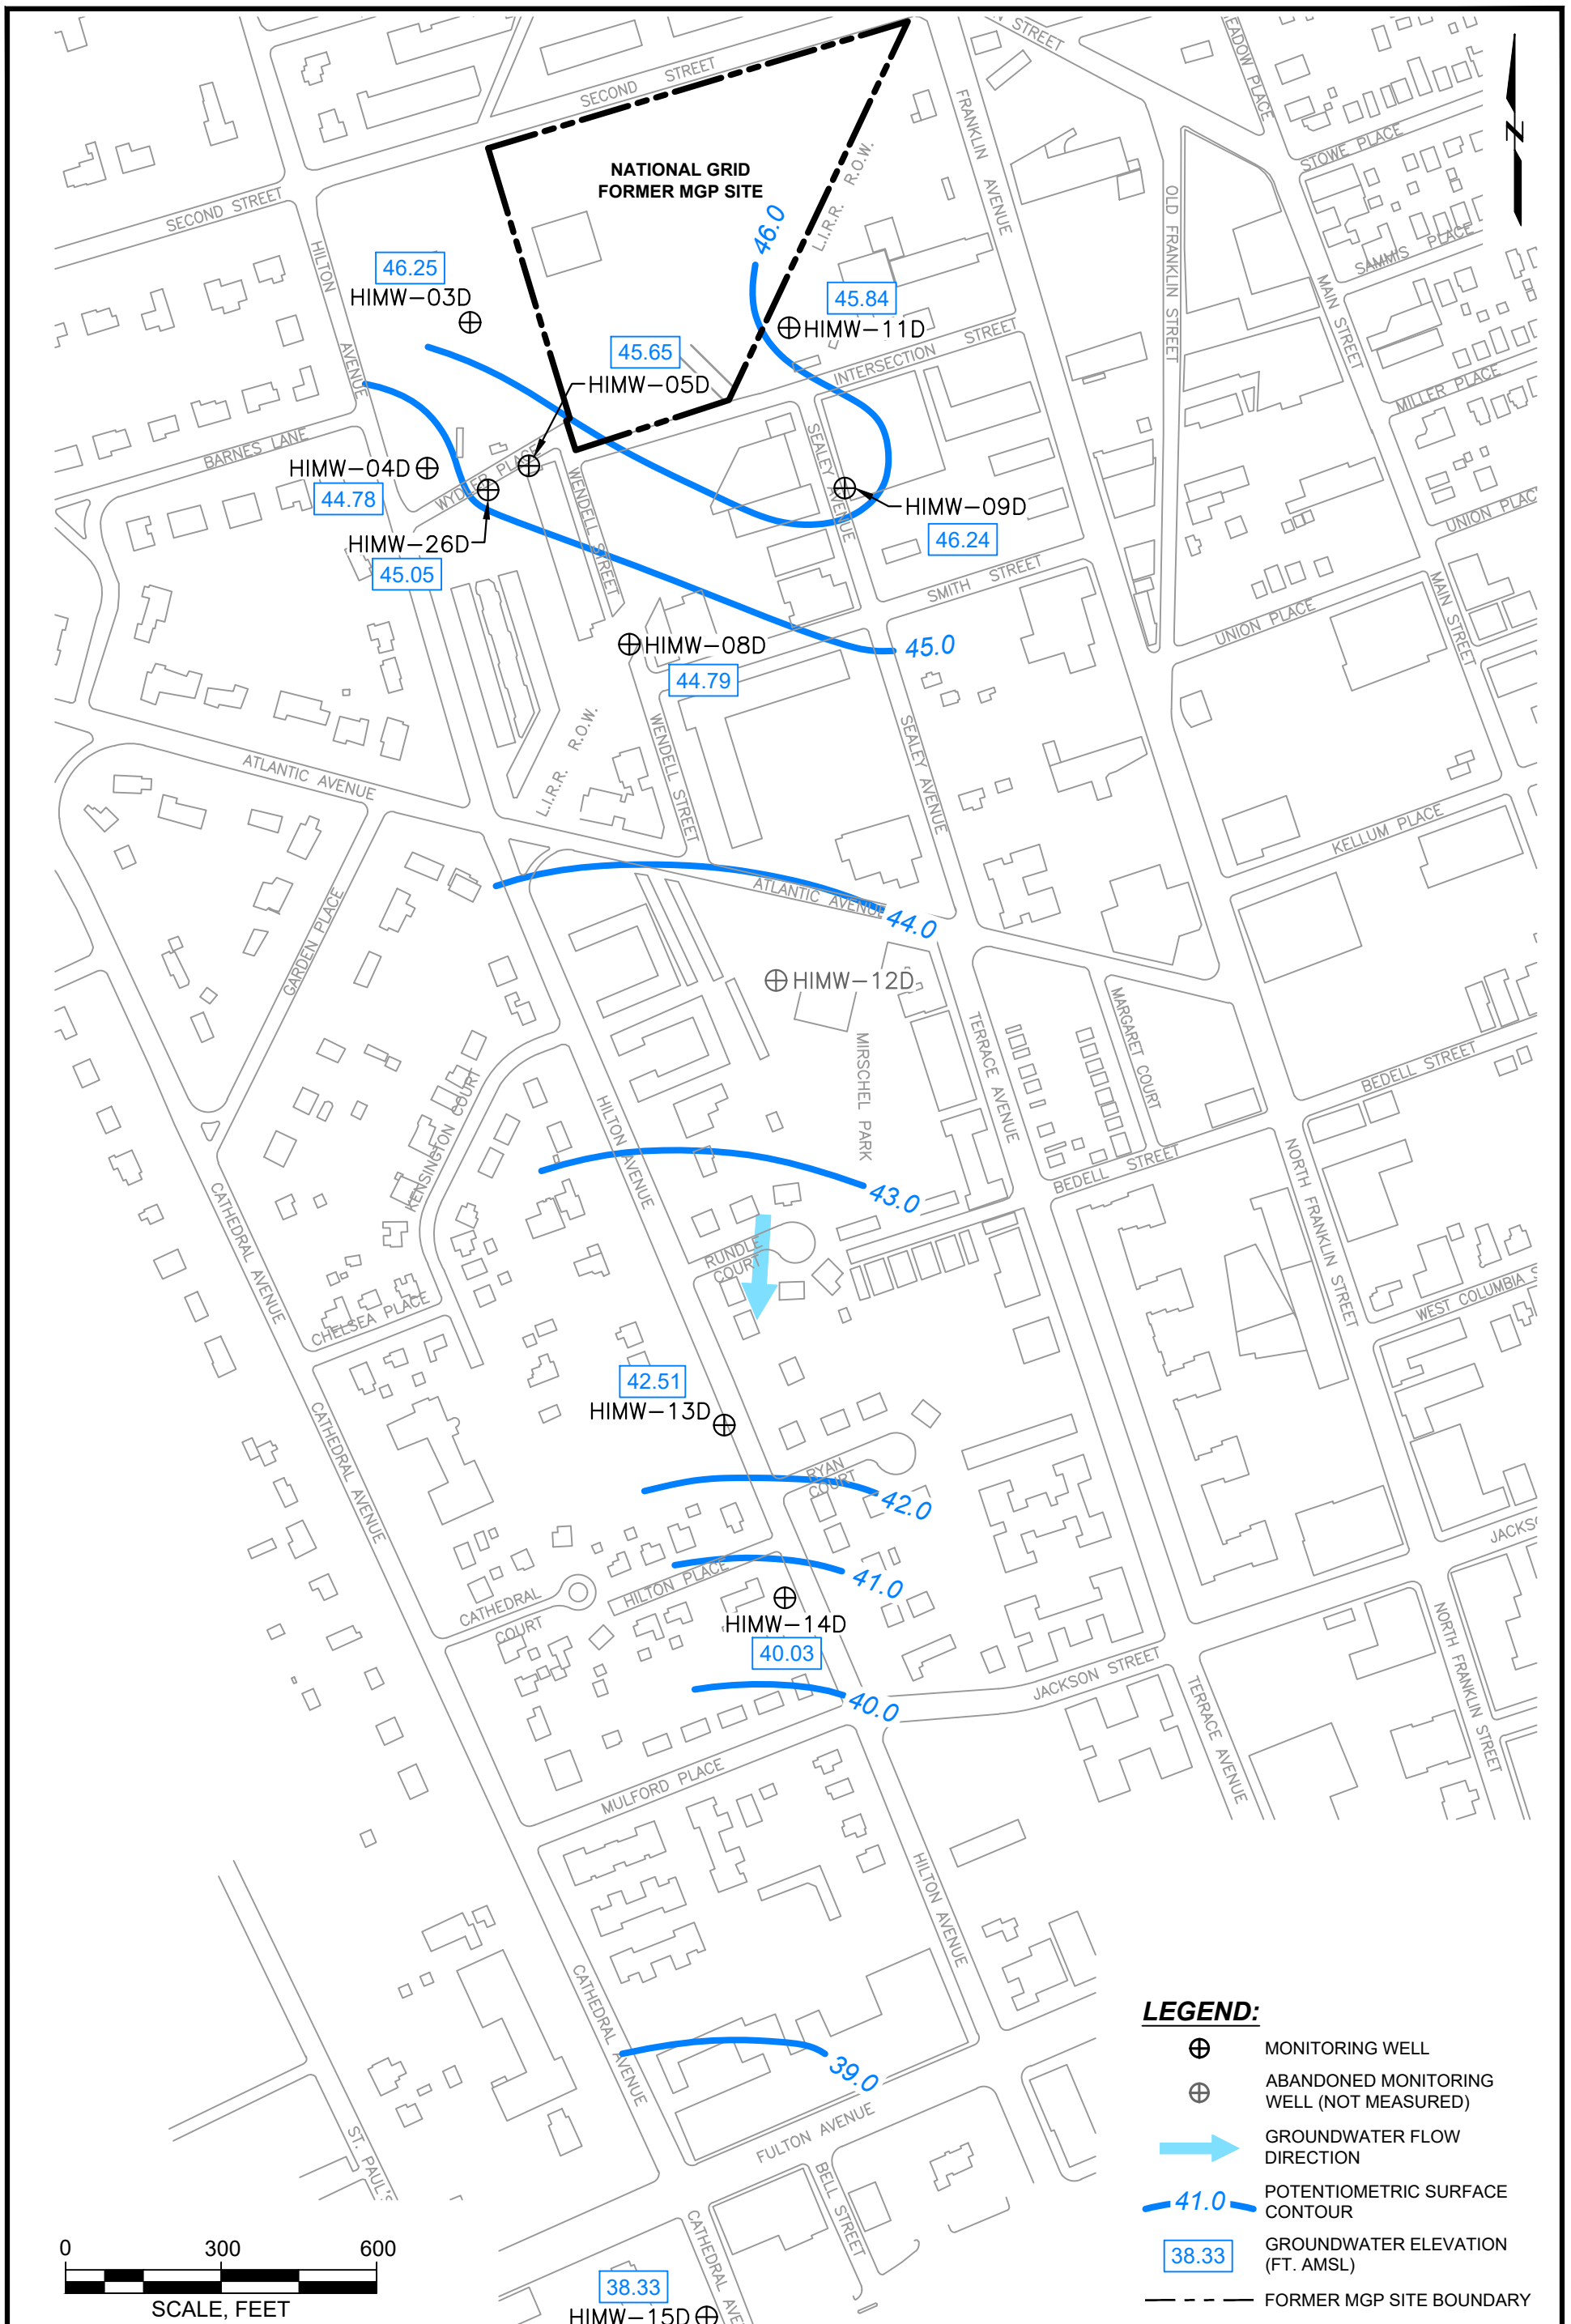 N STREET
EADOW PLACE
SECOND STREET
FRANKLIN AVENUE
N
NATIONAL GRID
FORMER MGP SITE
L.I.R.R. R.O.W.
STOWE PLACE
OLD FRANKLIN STREET
SECOND STREET
SAMMIS PLACE
HILTON AVENUE
46.0
MAIN STREET
46.25
HIMW-03D
45.84
HIMW-11D
45.65
HIMW-05D
INTERSECTION STREET
MILLER PLACE
BARNES LANE
HIMW-04D
44.78
WYDLER PLACE
WENDELL STREET
SEALEY AVENUE
HIMW-09D
46.24
UNION PLAC
HIMW-26D
45.05
SMITH STREET
MAIN STREET
UNION PLACE
HIMW-08D
45.0
44.79
L.I.R.R. R.O.W.
WENDELL STREET
SEALEY AVENUE
ATLANTIC AVENUE
KELLUM PLACE
ATLANTIC AVENUE
44.0
GARDEN PLACE
HIMW-12D
MIRSCHEL PARK
TERRACE AVENUE
MARGARET COURT
BEDELL STREET
KENSINGTON COURT
HILTON AVENUE
BEDELL STREET
NORTH FRANKLIN STREET
CATHEDRAL AVENUE
43.0
RUNDLE
COURT
WEST COLUMBIA S
CHELSEA PLACE
42.51
HIMW-13D
CATHEDRAL AVENUE
RYAN
COURT
42.0
JACKS
41.0
HILTON PLACE
CATHEDRAL
COURT
HIMW-14D
40.03
NORTH FRANKLIN STREET
JACKSON STREET
TERRACE AVENUE
40.0
MULFORD PLACE
HILTON AVENUE
CATHEDRAL AVENUE
39.0
FULTON AVENUE
ST. PAUL'S
BELL STREET
CATHEDRAL AVE
38.33
HIMW-15D
0 300 600
SCALE, FEET
LEGEND:
MONITORING WELL
ABANDONED MONITORING
WELL (NOT MEASURED)
GROUNDWATER FLOW
DIRECTION
41.0
POTENTIOMETRIC SURFACE
CONTOUR
38.33
GROUNDWATER ELEVATION
(FT. AMSL)
FORMER MGP SITE BOUNDARY